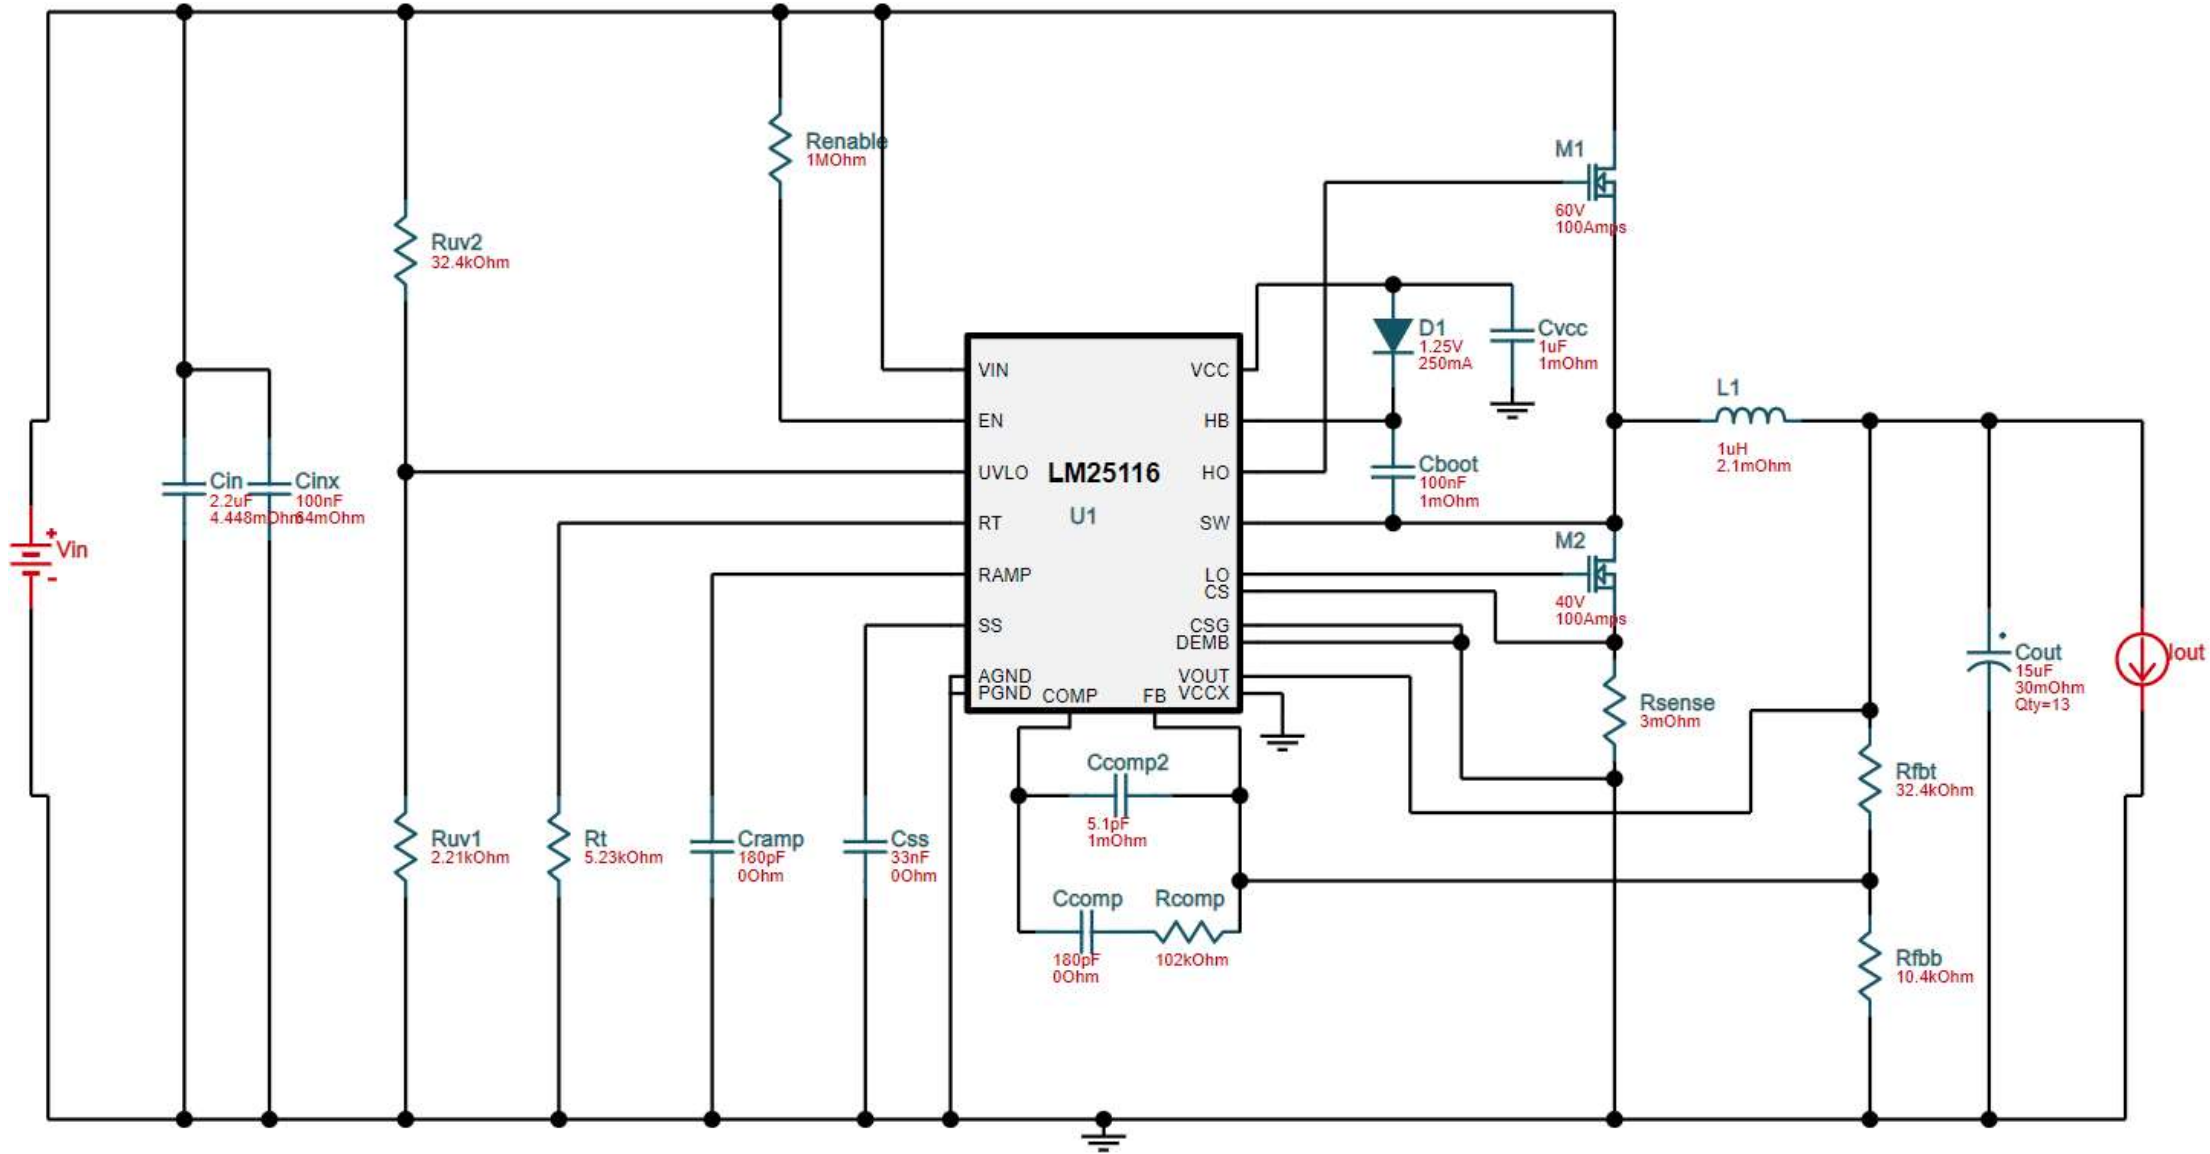 Renable
1MOhm
M1
60V
100Amps
Ruv2
32.4kOhm
D1
1.25V
250mA
Cvcc
1uF
1mOhm
VIN
VCC
L1
1uH
2.1mOhm
EN
HB
UVLO
LM25116
HO
Cboot
100nF
1mOhm
Cin
2.2uF
4.448mOhm
Cinx
100nF
64mOhm
RT
U1
SW
+
Vin
-
M2
40V
100Amps
RAMP
LO
CS
SS
CSG
DEMB
AGND
PGND
COMP
FB
VOUT
VCCX
Cout
15uF
30mOhm
Qty=13
Iout
Rsense
3mOhm
Ccomp2
5.1pF
1mOhm
Rfbt
32.4kOhm
Ruv1
2.21kOhm
Rt
5.23kOhm
Cramp
180pF
0Ohm
Css
33nF
0Ohm
Ccomp
180pF
0Ohm
Rcomp
102kOhm
Rfbb
10.4kOhm